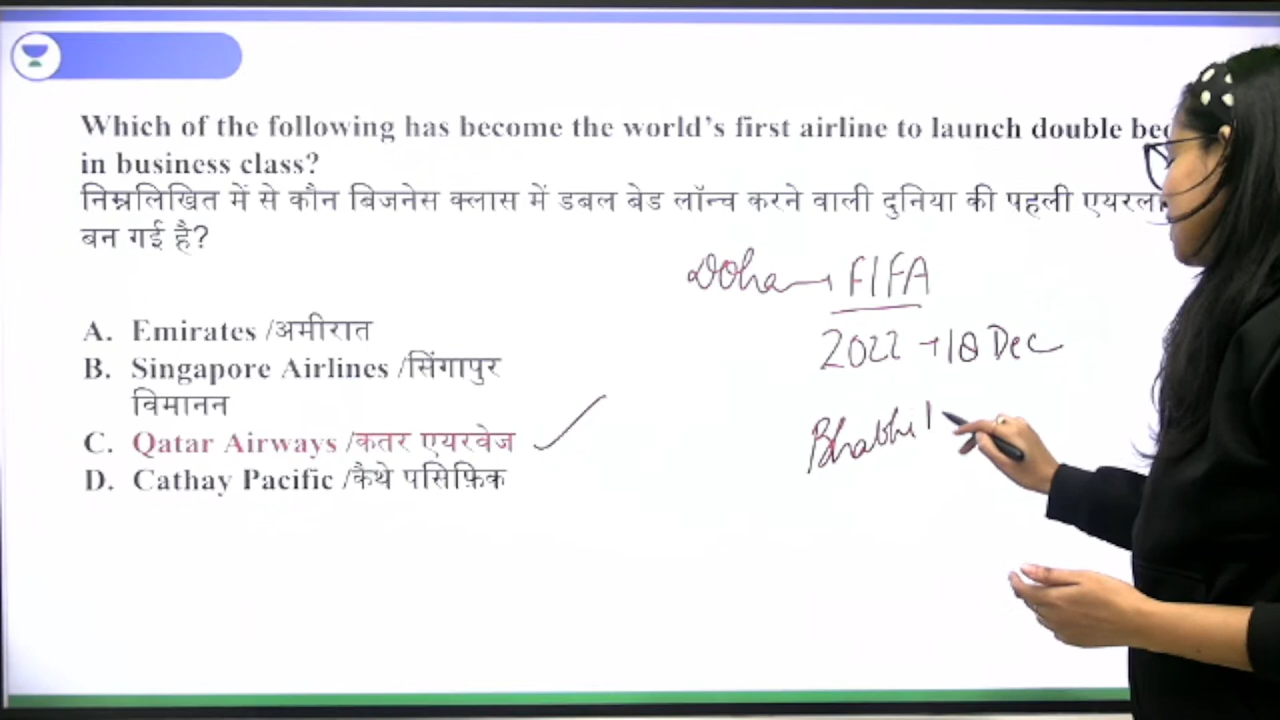 Which of the following has become the world's first airline to launch double
in business class?
निम्नलिखित में से कौन बिजनेस क्लास में डबल बेड लॉन्च करने वाली दुनिया की पहली
बन गई है?
Doha → FIFA
2022 → 18 Dec
A. Emirates /अमीरात
B. Singapore Airlines /सिंगापुर
विमानन
C. Qatar Airways /कतर एयरवेज
D. Cathay Pacific /कैथे पसिफ़िक